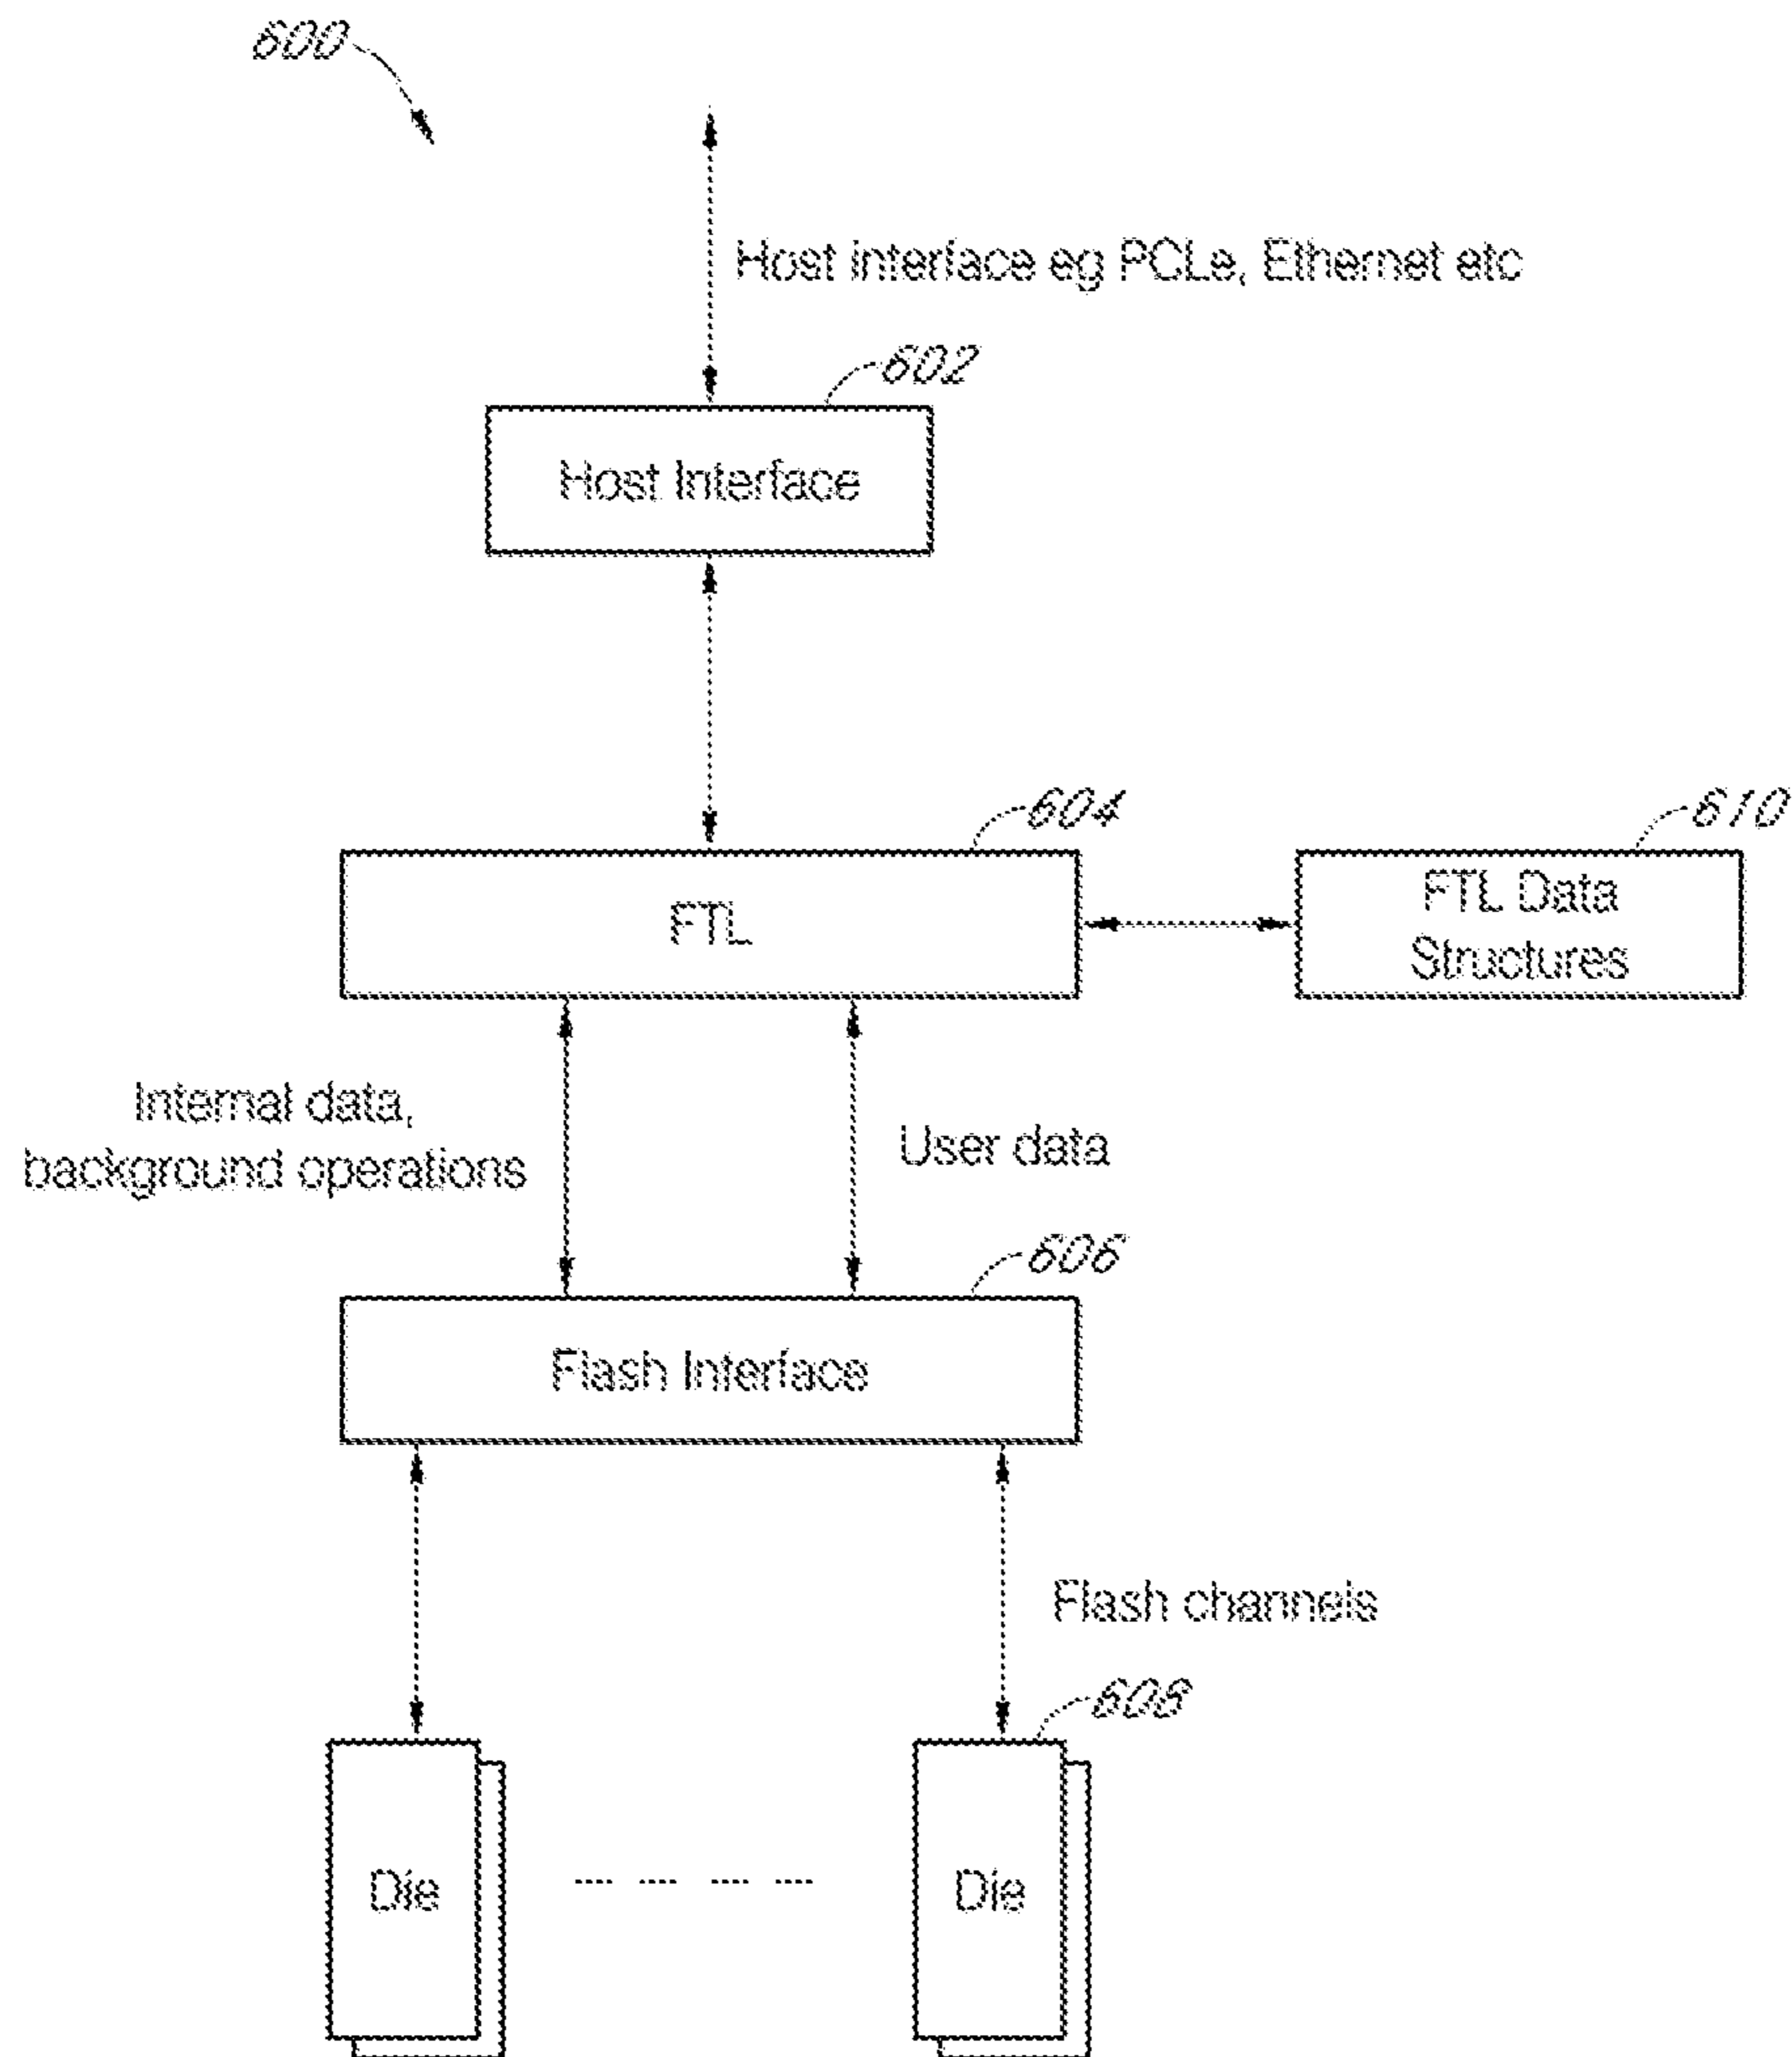 600
Host interface eg PCLe, Ethernet etc
602
Host Interface
604
610
FTL
FTL Data
Structures
Internal data,
background operations
User data
606
Flash Interface
Flash channels
608
Die
Die